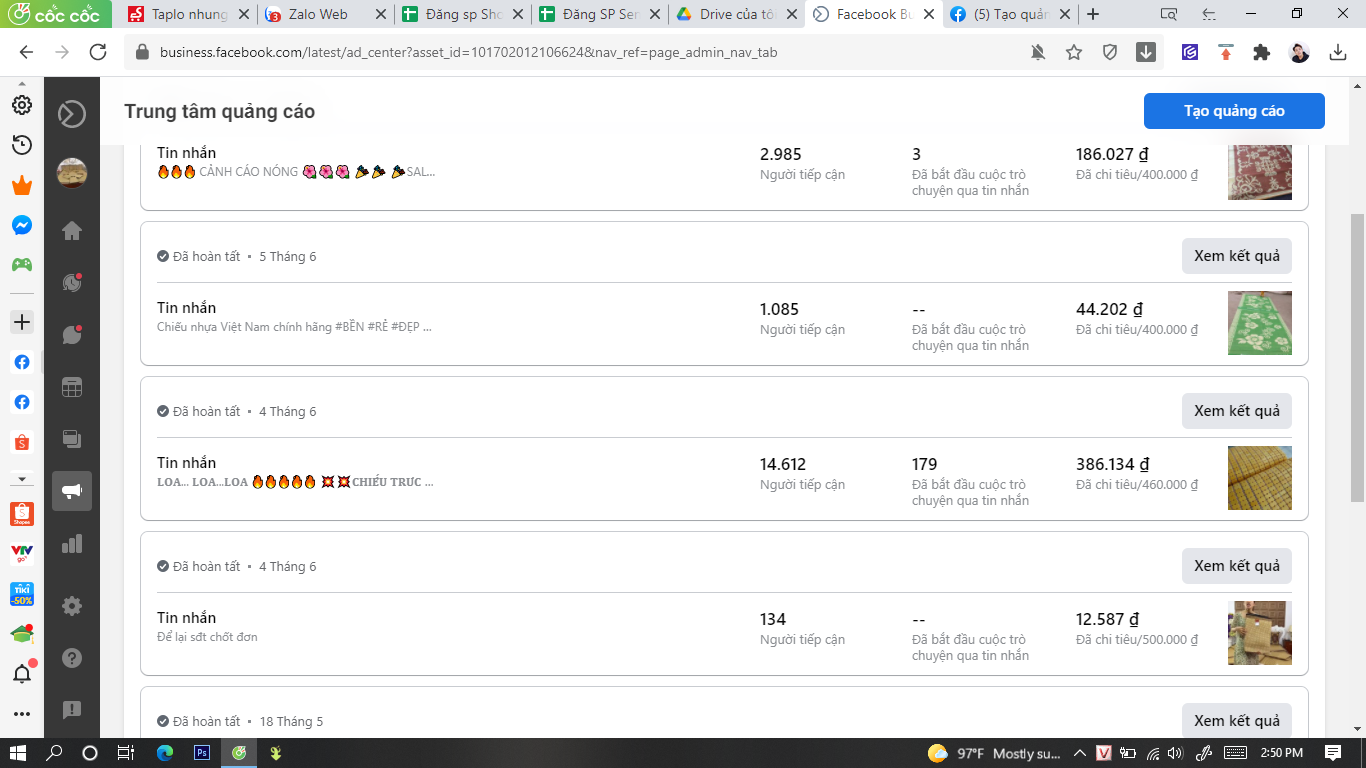 CỐC CỐC
Taplo nhung
Zalo Web
Đăng sp Sho
Đăng SP Sen
Drive của tô
Facebook Bu
(5) Tạo quản
business.facebook.com/latest/ad_center?asset_id=101702012106624&nav_ref=page_admin_nav_tab
Trung tâm quảng cáo
Tạo quảng cáo
Tin nhắn
🔥🔥🔥 CẢNH CÁO NÓNG 🌺🌺🌺 🎉 🎉 🎉SAL...
2.985
Người tiếp cận
3
Đã bắt đầu cuộc trò
chuyện qua tin nhắn
186.027 ₫
Đã chi tiêu/400.000 ₫
Đã hoàn tất • 5 Tháng 6
Xem kết quả
Tin nhắn
Chiếu nhựa Việt Nam chính hãng #BỀN #RẺ #ĐẸP ...
1.085
Người tiếp cận
--
Đã bắt đầu cuộc trò
chuyện qua tin nhắn
44.202 ₫
Đã chi tiêu/400.000 ₫
Đã hoàn tất • 4 Tháng 6
Xem kết quả
Tin nhắn
LOA... LOA...LOA 🔥🔥🔥🔥🔥 💥💥CHIẾU TRÚC ...
14.612
Người tiếp cận
179
Đã bắt đầu cuộc trò
chuyện qua tin nhắn
386.134 ₫
Đã chi tiêu/460.000 ₫
Đã hoàn tất • 4 Tháng 6
Xem kết quả
Tin nhắn
Để lại sđt chốt đơn
134
Người tiếp cận
--
Đã bắt đầu cuộc trò
chuyện qua tin nhắn
12.587 ₫
Đã chi tiêu/500.000 ₫
Đã hoàn tất • 18 Tháng 5
Xem kết quả
Shopee
VTV
go
TIKI
-50%
97°F Mostly su...
2:50 PM